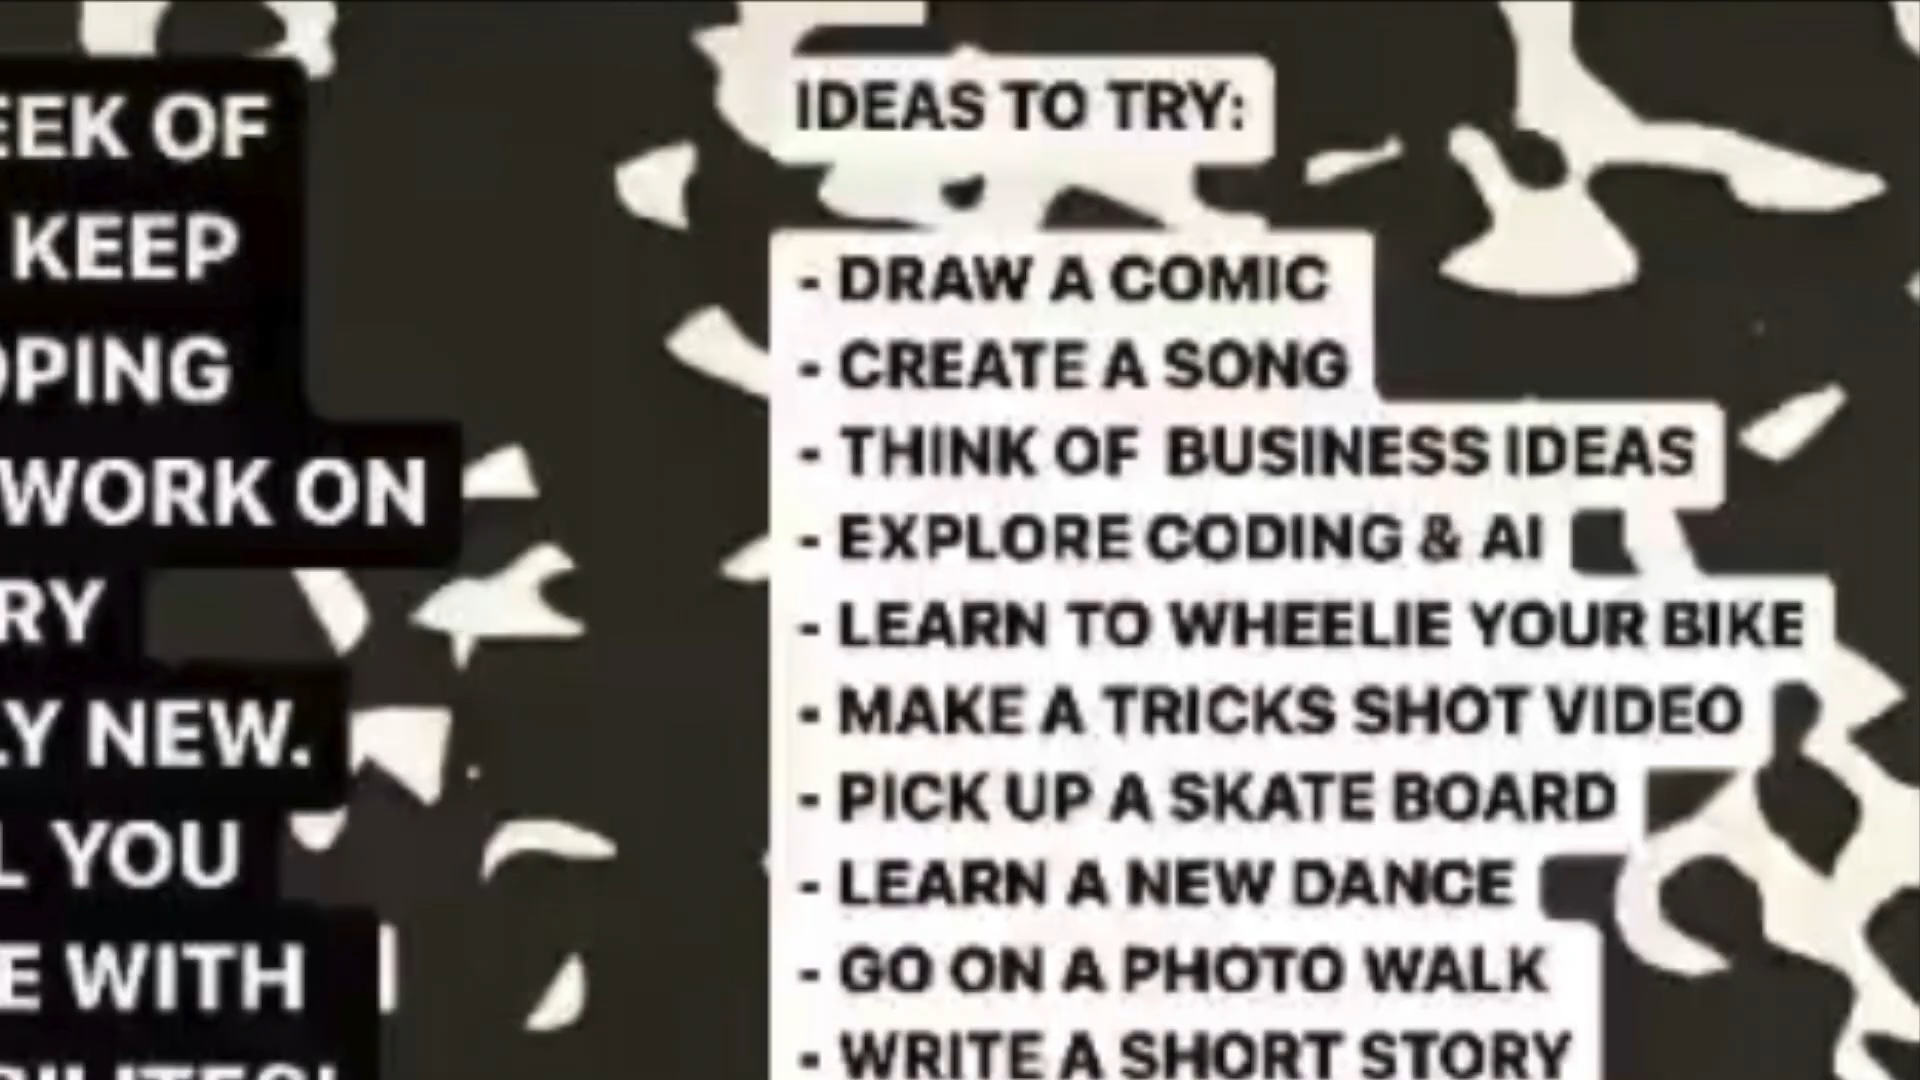 EEK OF
KEEP
OPING
WORK ON
RY
LY NEW.
L YOU
E WITH
IDEAS TO TRY:
- DRAW A COMIC
- CREATE A SONG
- THINK OF BUSINESS IDEAS
- EXPLORE CODING & AI
- LEARN TO WHEELIE YOUR BIKE
- MAKE A TRICKS SHOT VIDEO
- PICK UP A SKATE BOARD
- LEARN A NEW DANCE
- GO ON A PHOTO WALK
- WRITE A SHORT STORY